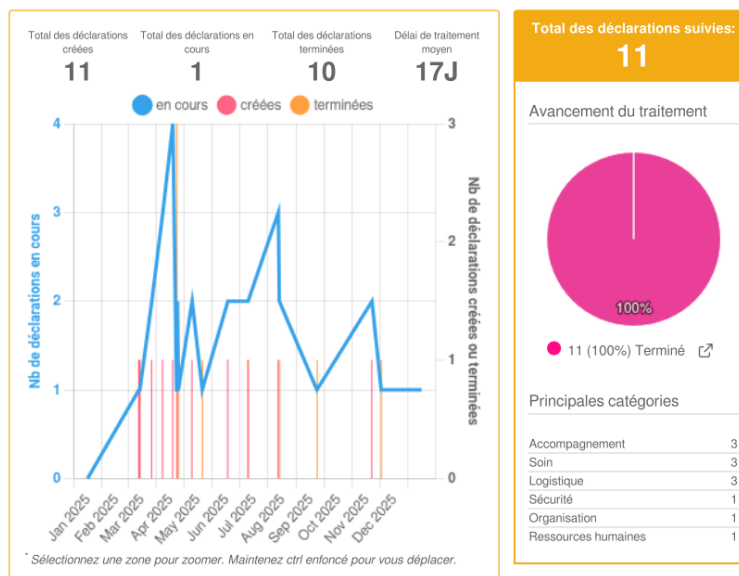 Total des déclarations créées
11
Total des déclarations en cours
1
Total des déclarations terminées
10
Délai de traitement moyen
17J
en cours
créées
terminées
4
3
2
1
0
Nb de déclarations en cours
3
2
1
0
Nb de déclarations créées ou terminées
Jan 2025
Feb 2025
Mar 2025
Apr 2025
May 2025
Jun 2025
Jul 2025
Aug 2025
Sep 2025
Oct 2025
Nov 2025
Dec 2025
* Sélectionnez une zone pour zoomer. Maintenez ctrl enfoncé pour vous déplacer.
Total des déclarations suivies:
11
Avancement du traitement
100%
11 (100%) Terminé
Principales catégories
Accompagnement 3
Soin 3
Logistique 3
Sécurité 1
Organisation 1
Ressources humaines 1